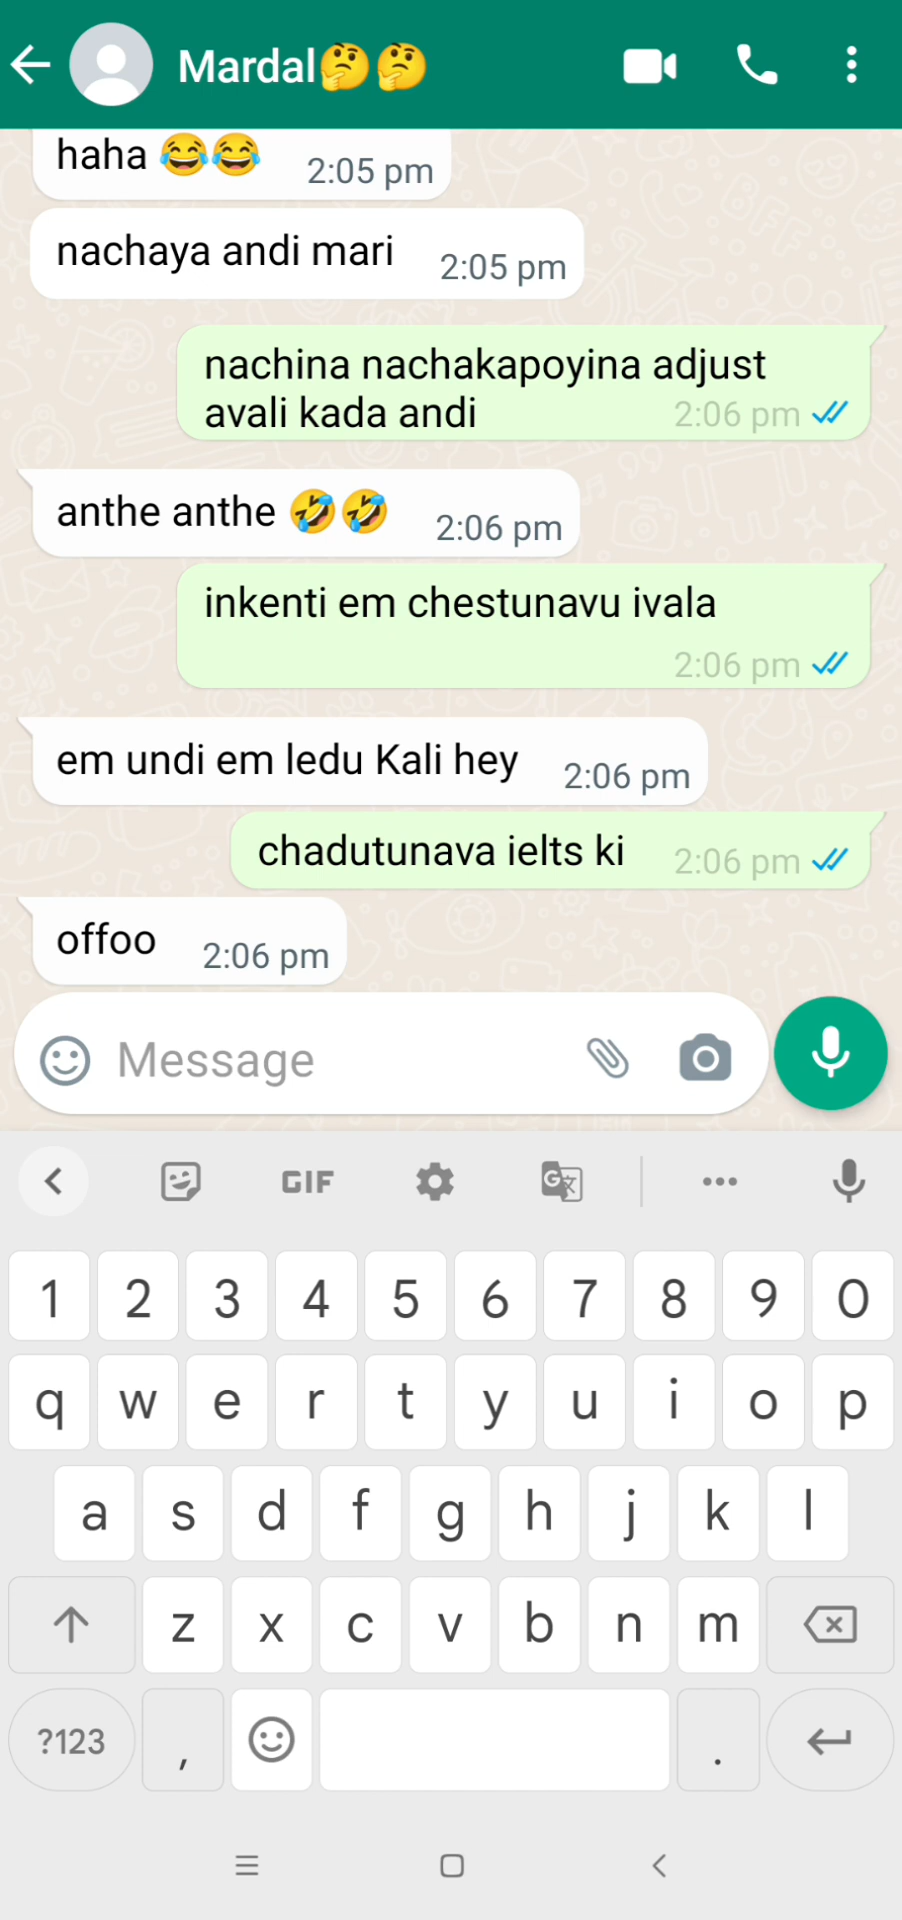 Mardal🤔🤔
haha 😂😂 2:05 pm
nachaya andi mari 2:05 pm
nachina nachakapoyina adjust
avali kada andi 2:06 pm
anthe anthe 🤣🤣 2:06 pm
inkenti em chestunavu ivala
2:06 pm
em undi em ledu Kali hey 2:06 pm
chadutunava ielts ki 2:06 pm
offoo 2:06 pm
Message
GIF
1 2 3 4 5 6 7 8 9 0
q w e r t y u i o p
a s d f g h j k l
z x c v b n m
?123 , .